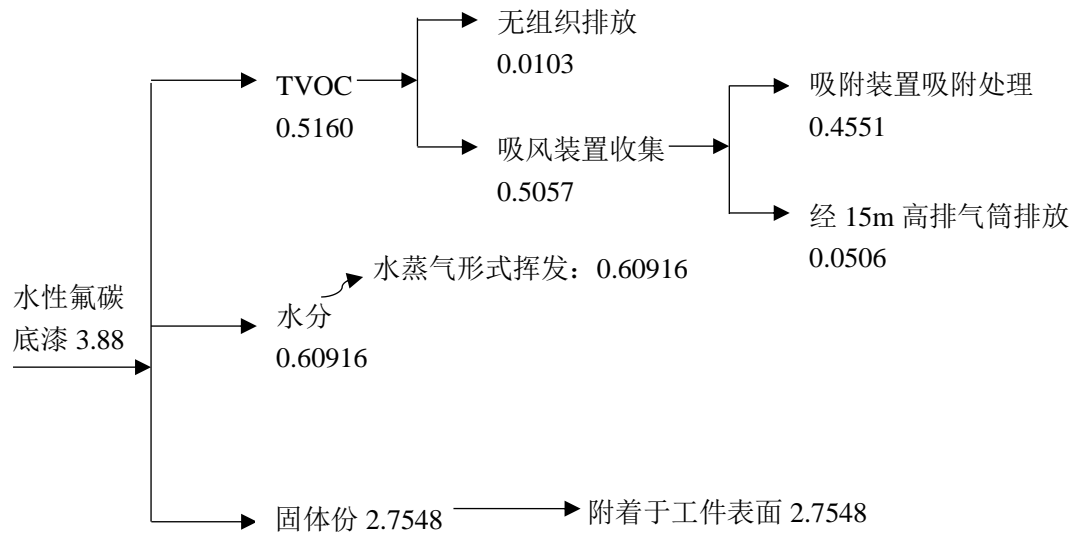 无组织排放
0.0103
TVOC
0.5160
吸附装置吸附处理
0.4551
吸风装置收集
0.5057
经 15m 高排气筒排放
0.0506
水蒸气形式挥发：0.60916
水性氟碳
底漆 3.88
水分
0.60916
固体份 2.7548
附着于工件表面 2.7548